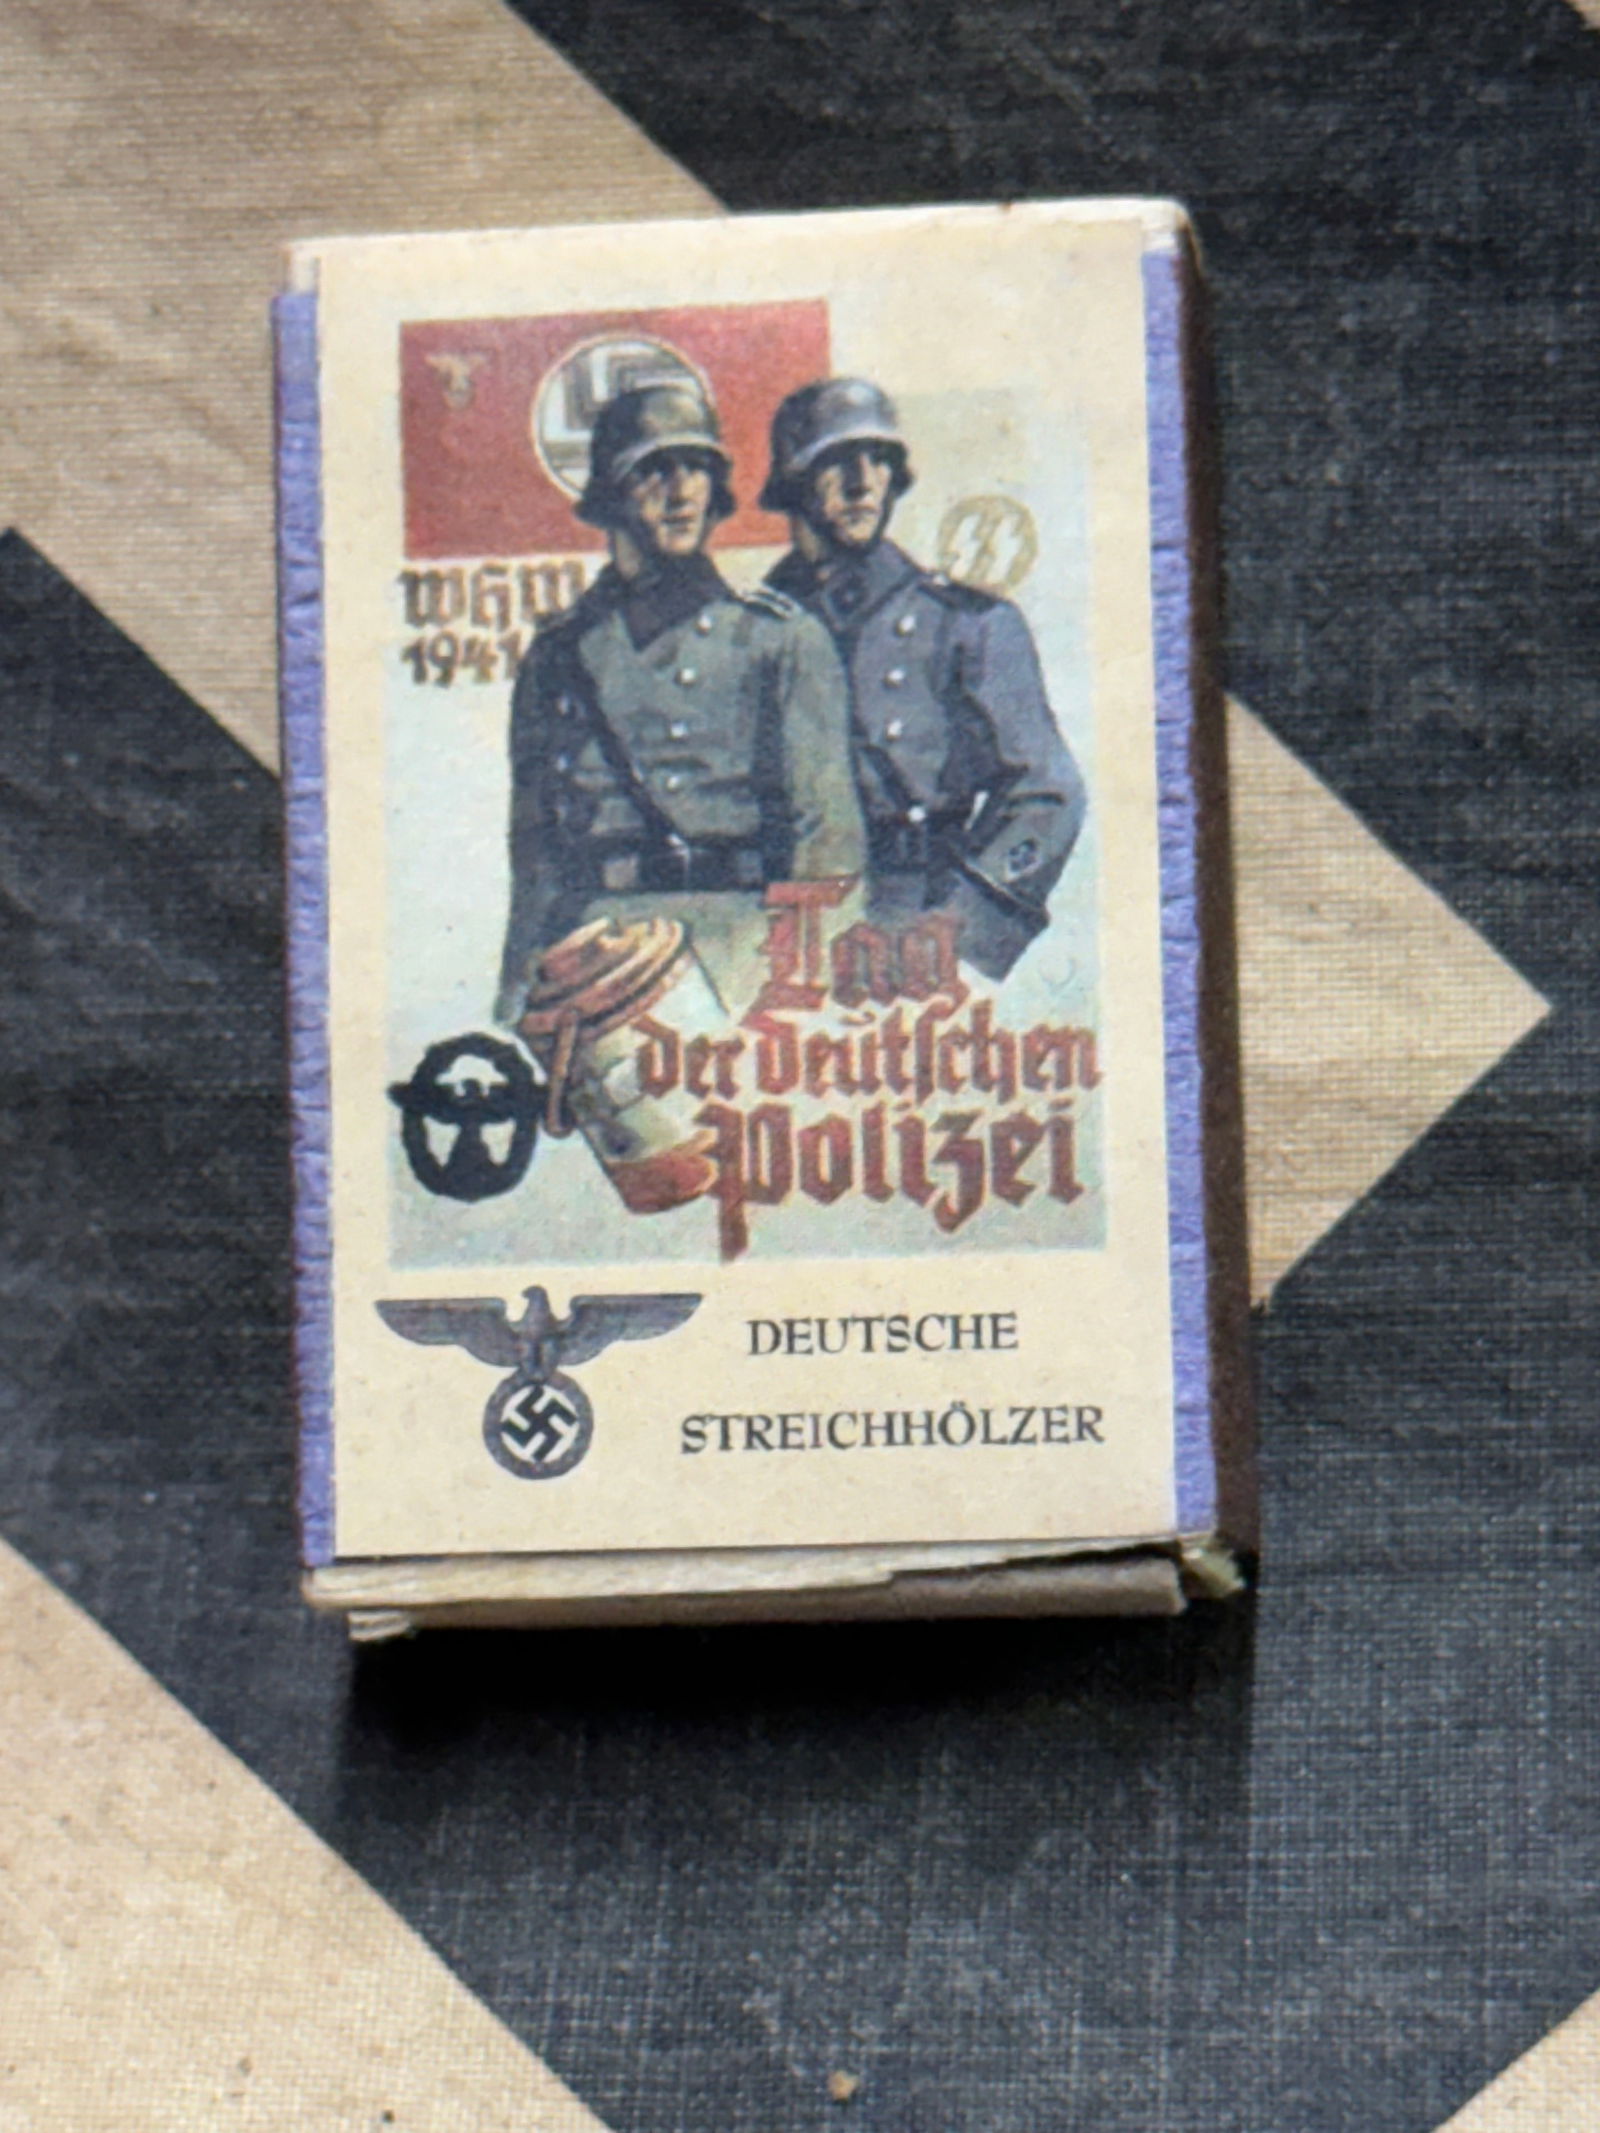 WHW
1941
Tag
der deutschen
Polizei
DEUTSCHE
STREICHHÖLZER